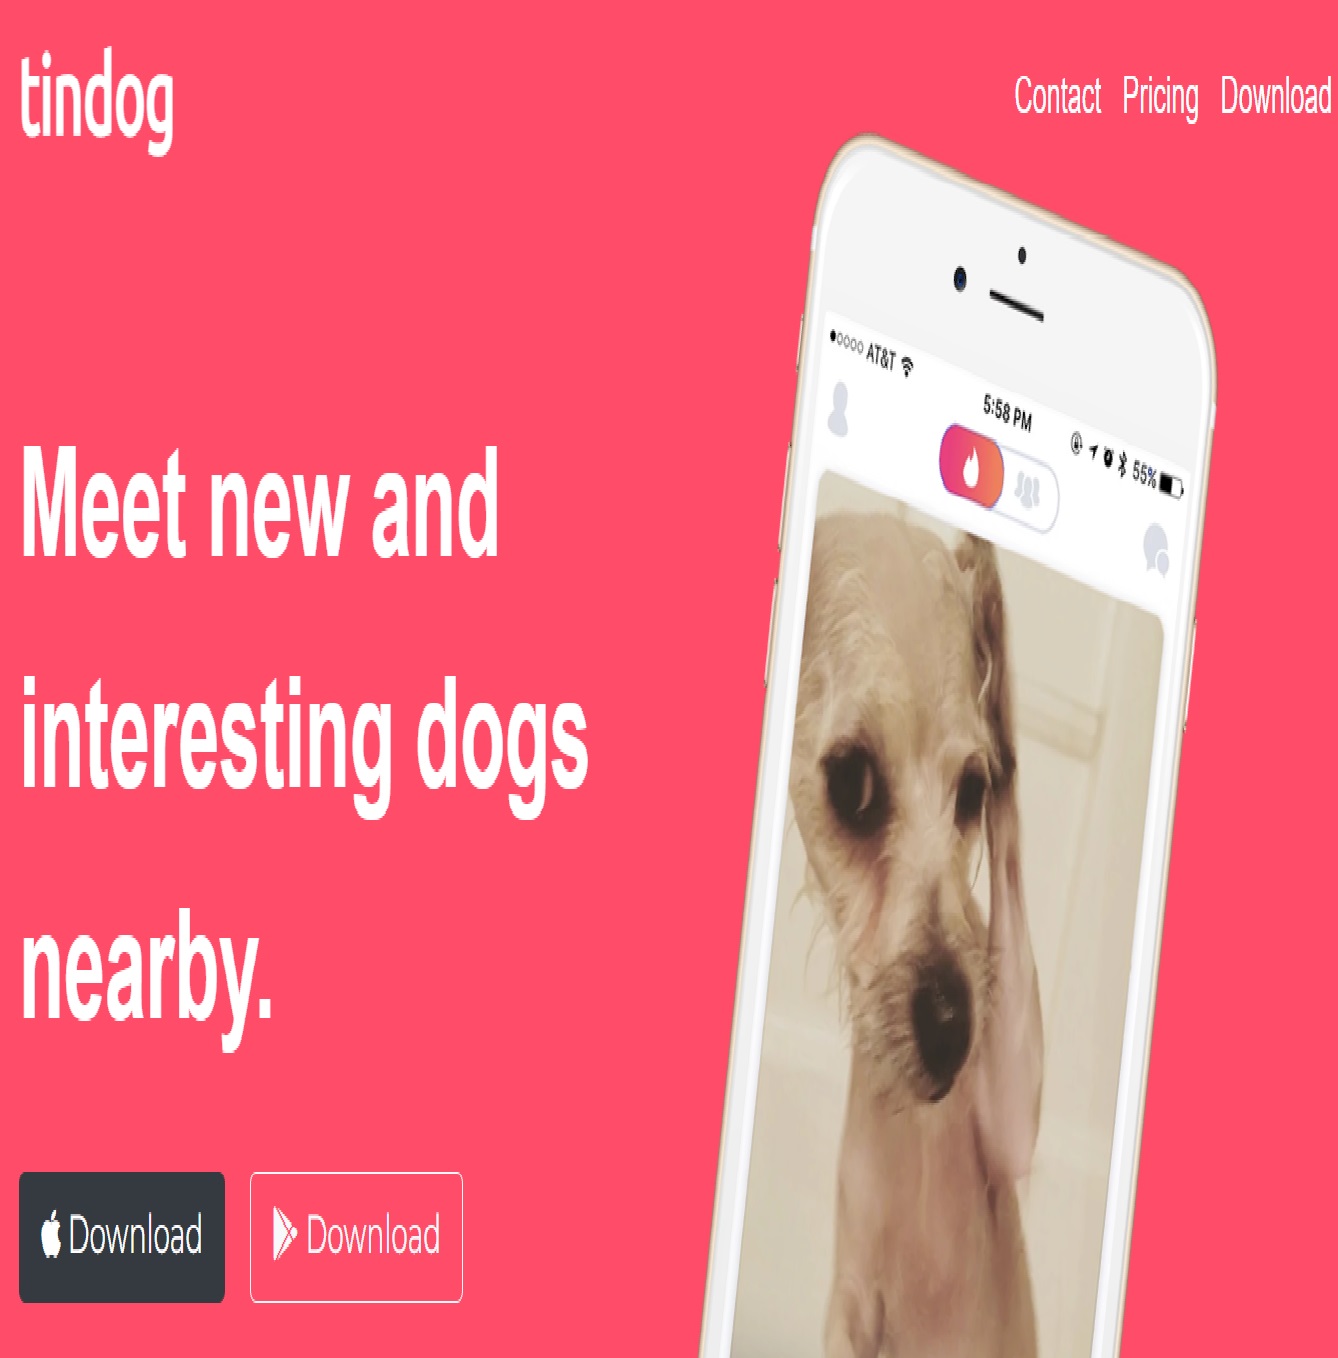 tindog
Contact Pricing Download
AT&T
5:58 PM
55%
Meet new and
interesting dogs
nearby.
Download
Download